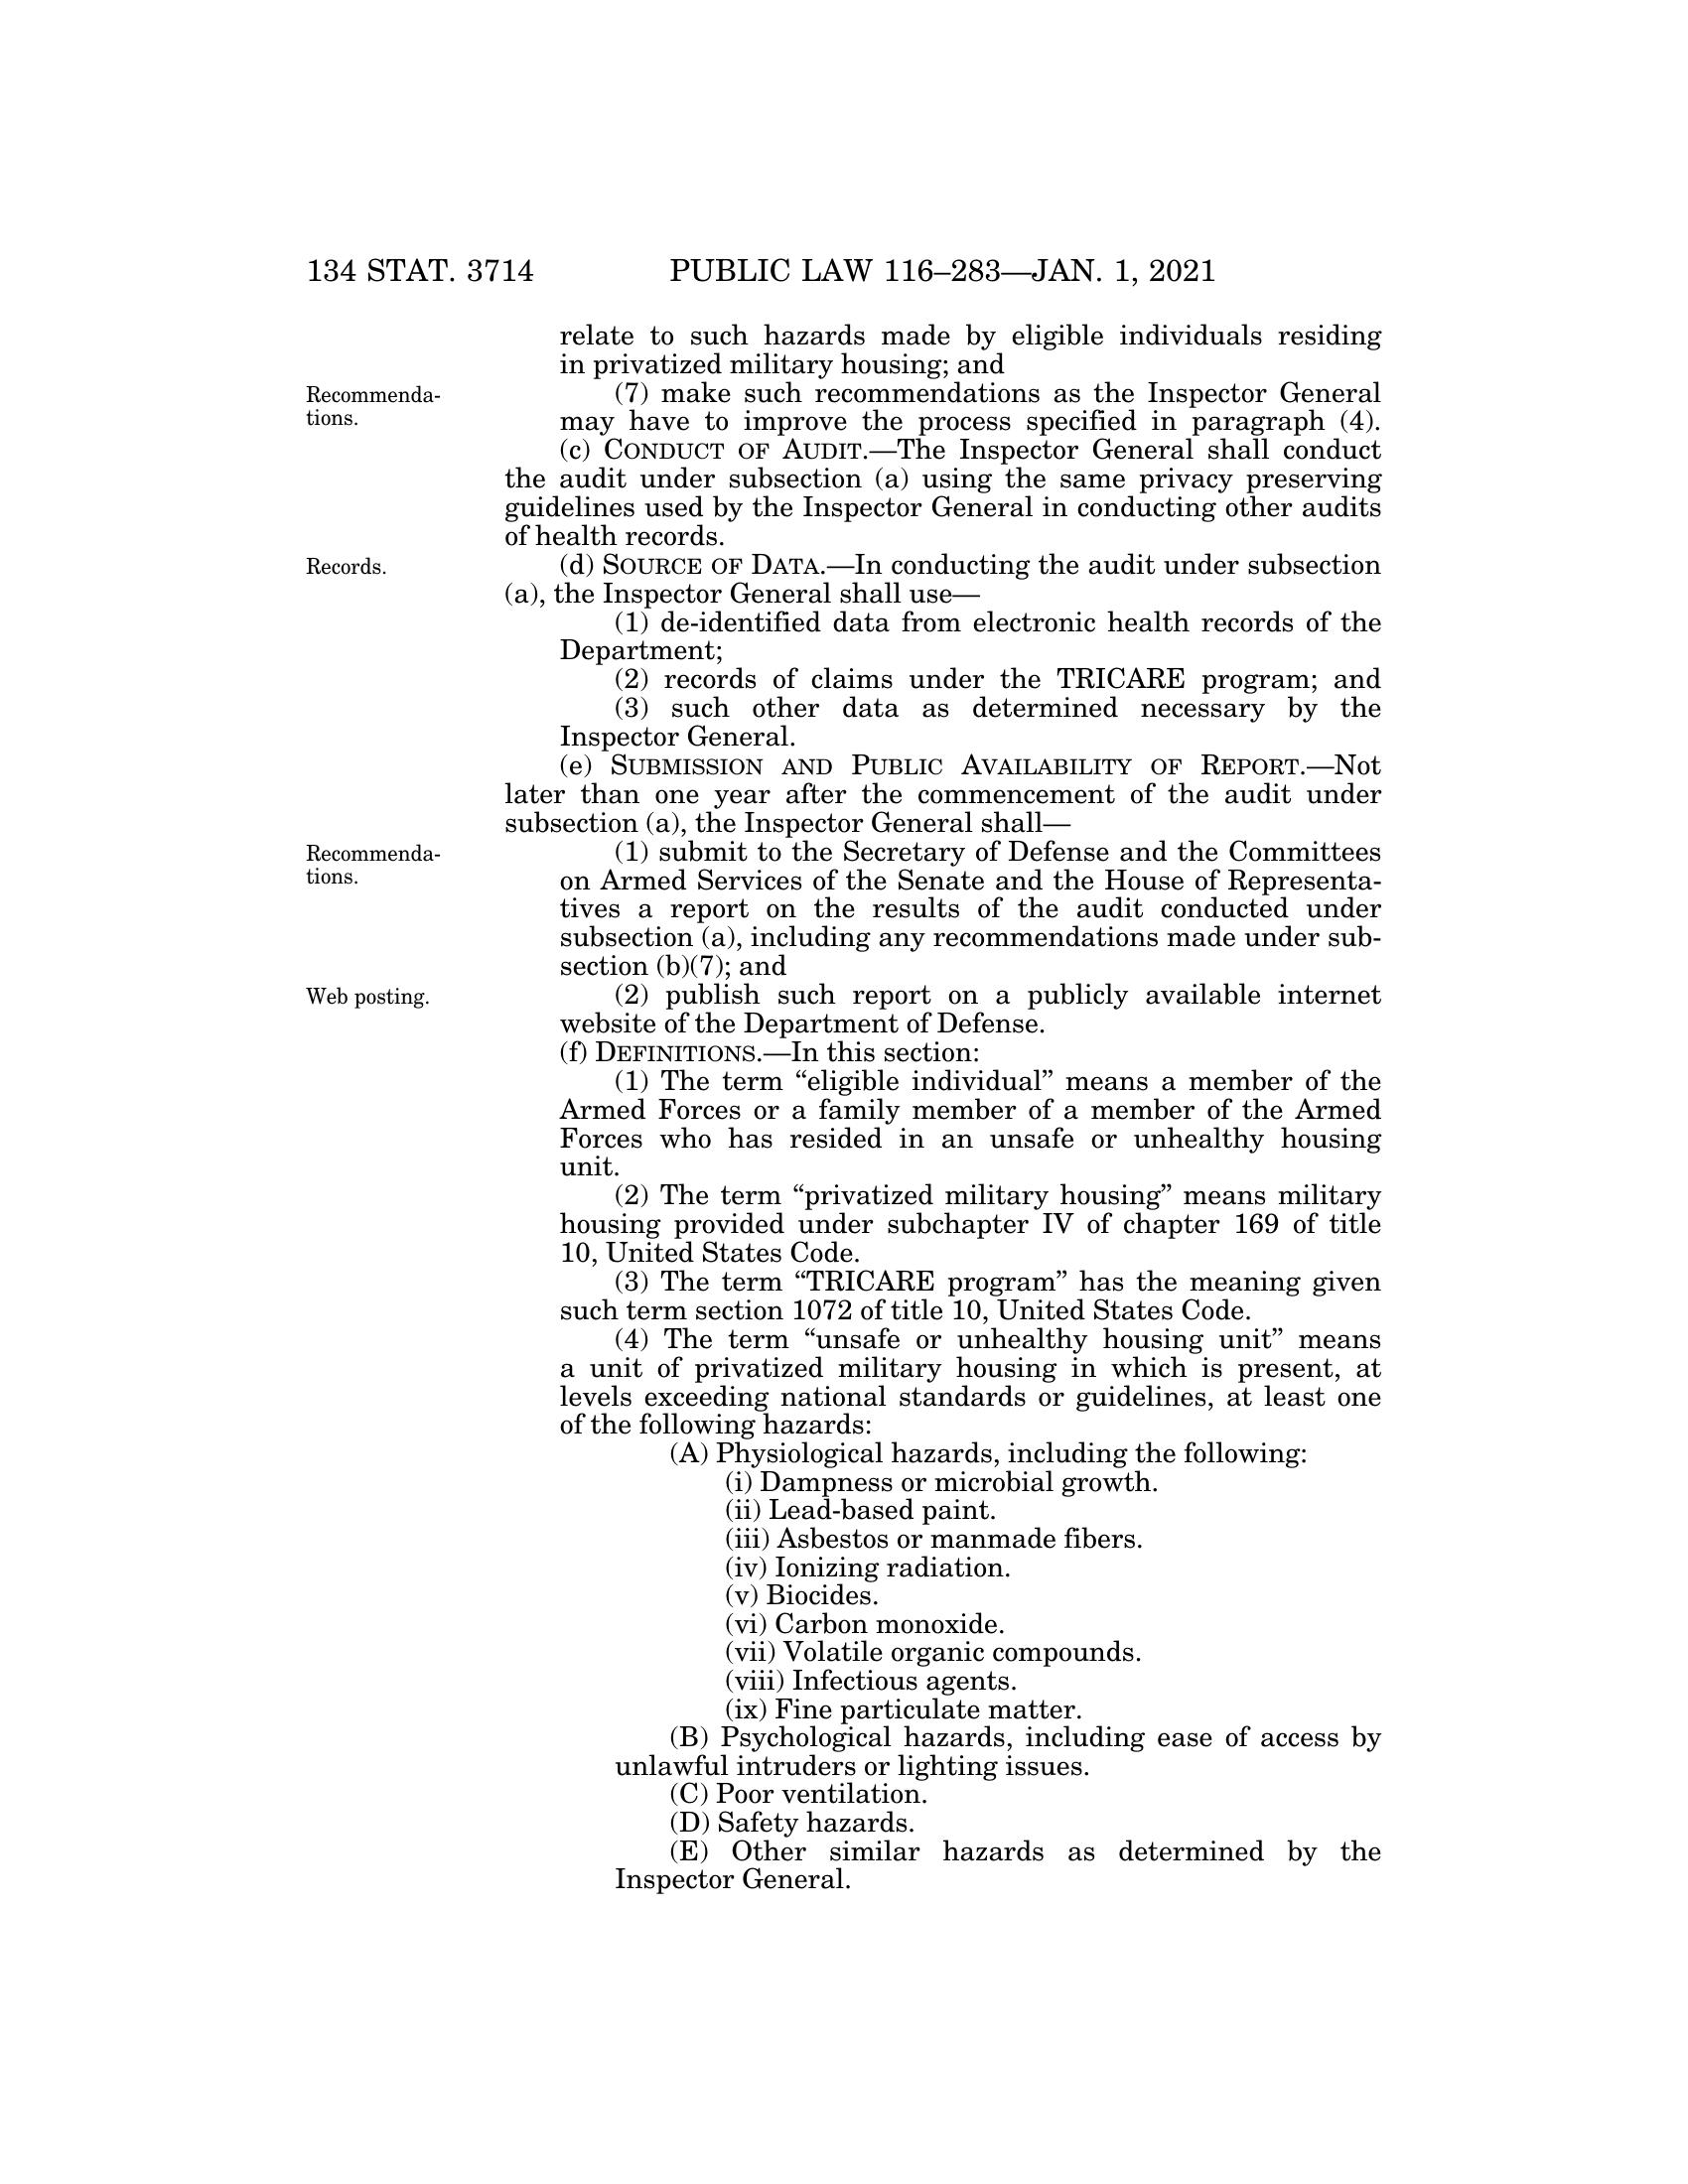 134 STAT. 3714 PUBLIC LAW 116–283—JAN. 1, 2021
relate to such hazards made by eligible individuals residing
in privatized military housing; and
Recommenda-
tions.
(7) make such recommendations as the Inspector General
may have to improve the process specified in paragraph (4).
(c) CONDUCT OF AUDIT.—The Inspector General shall conduct
the audit under subsection (a) using the same privacy preserving
guidelines used by the Inspector General in conducting other audits
of health records.
Records.
(d) SOURCE OF DATA.—In conducting the audit under subsection
(a), the Inspector General shall use—
(1) de-identified data from electronic health records of the
Department;
(2) records of claims under the TRICARE program; and
(3) such other data as determined necessary by the
Inspector General.
(e) SUBMISSION AND PUBLIC AVAILABILITY OF REPORT.—Not
later than one year after the commencement of the audit under
subsection (a), the Inspector General shall—
Recommenda-
tions.
(1) submit to the Secretary of Defense and the Committees
on Armed Services of the Senate and the House of Representa-
tives a report on the results of the audit conducted under
subsection (a), including any recommendations made under sub-
section (b)(7); and
Web posting.
(2) publish such report on a publicly available internet
website of the Department of Defense.
(f) DEFINITIONS.—In this section:
(1) The term “eligible individual” means a member of the
Armed Forces or a family member of a member of the Armed
Forces who has resided in an unsafe or unhealthy housing
unit.
(2) The term “privatized military housing” means military
housing provided under subchapter IV of chapter 169 of title
10, United States Code.
(3) The term “TRICARE program” has the meaning given
such term section 1072 of title 10, United States Code.
(4) The term “unsafe or unhealthy housing unit” means
a unit of privatized military housing in which is present, at
levels exceeding national standards or guidelines, at least one
of the following hazards:
(A) Physiological hazards, including the following:
(i) Dampness or microbial growth.
(ii) Lead-based paint.
(iii) Asbestos or manmade fibers.
(iv) Ionizing radiation.
(v) Biocides.
(vi) Carbon monoxide.
(vii) Volatile organic compounds.
(viii) Infectious agents.
(ix) Fine particulate matter.
(B) Psychological hazards, including ease of access by
unlawful intruders or lighting issues.
(C) Poor ventilation.
(D) Safety hazards.
(E) Other similar hazards as determined by the
Inspector General.